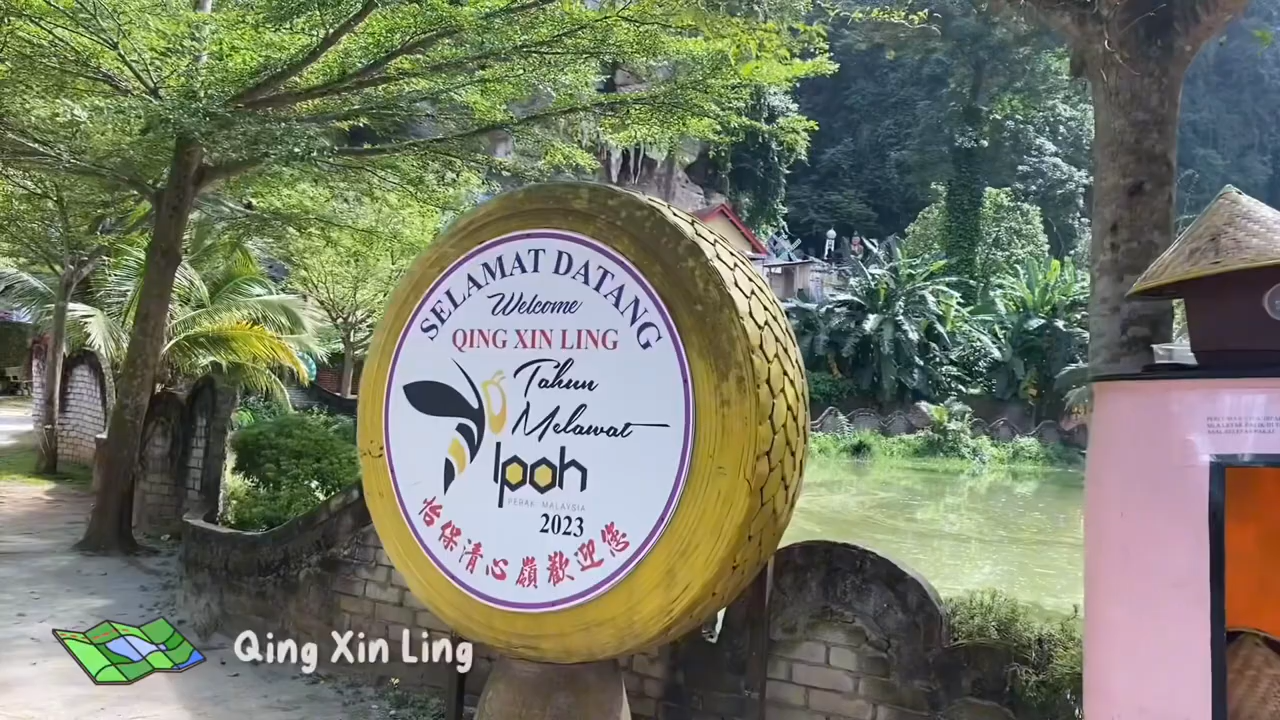 SELAMAT DATANG
Welcome
QING XIN LING
Tahun
Melawat
Ipoh
PERAK MALAYSIA
2023
怡保清心嶺歡迎您
Qing Xin Ling